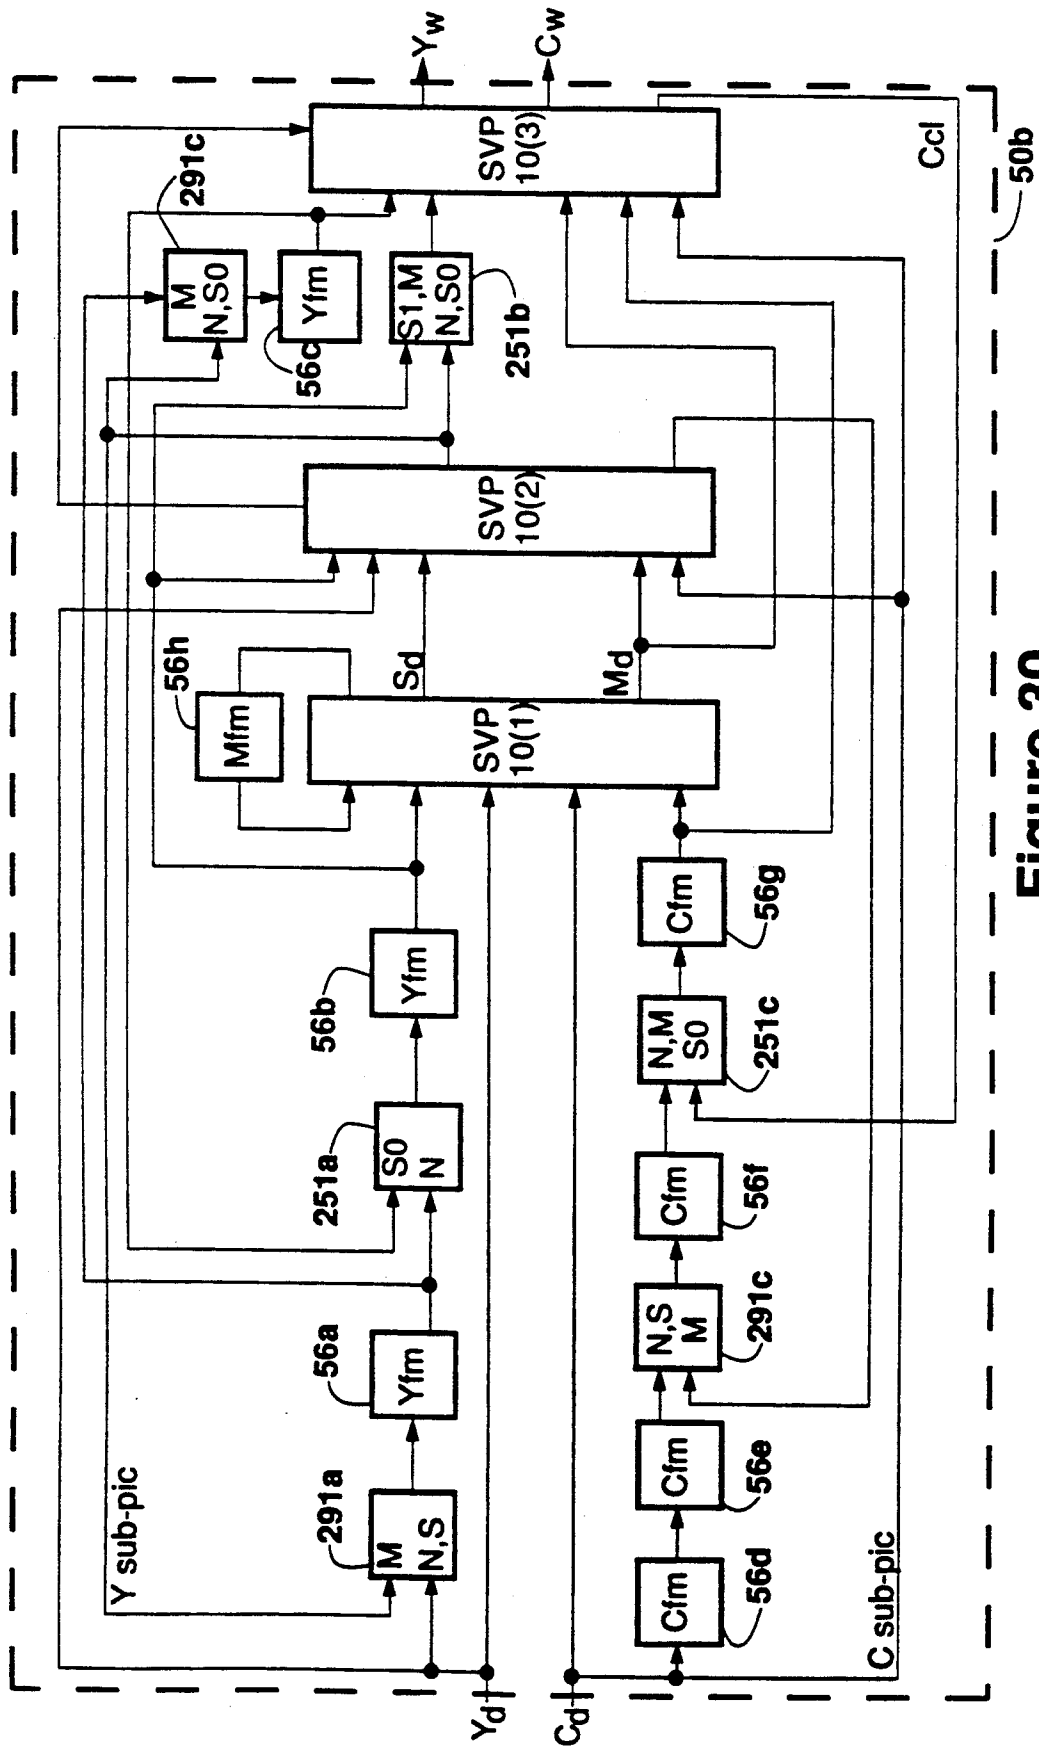 Yd
Cd
Y sub-pic
291a
M
N,S
56a
Yfm
251a
S0
N
56b
Yfm
56h
Mfm
SVP
10(1)
Sd
Md
SVP
10(2)
291c
M
N,S0
56c
Yfm
S1,M
N,S0
251b
SVP
10(3)
Yw
Cw
Cfm
56d
Cfm
56e
N,S
M
291c
Cfm
56f
N,M
S0
251c
Cfm
56g
C sub-pic
Ccl
50b
Figure